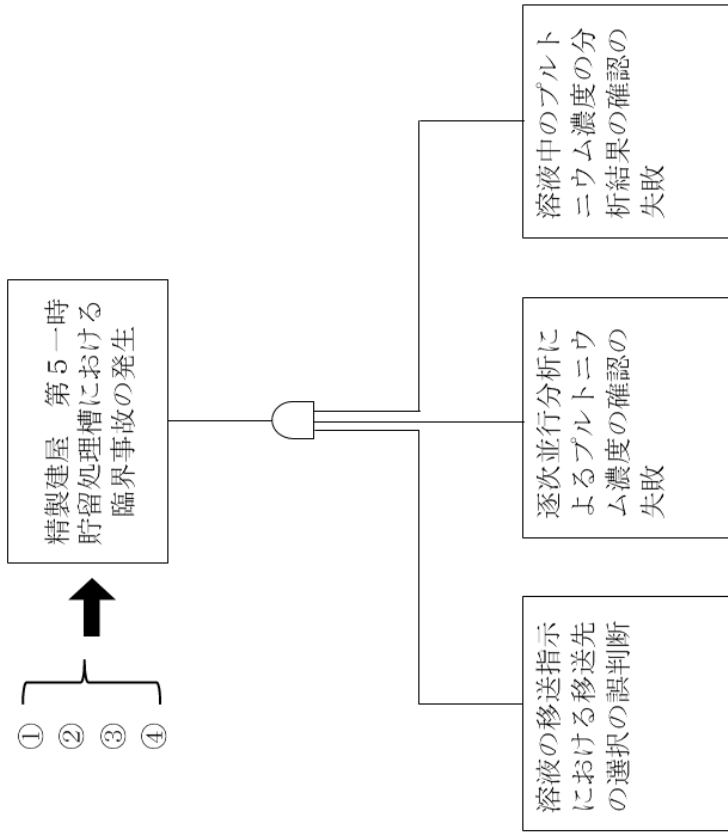 ①
②
③
④
精製建屋　第５一時
貯留処理槽における
臨界事故の発生
溶液の移送指示
における移送先
の選択の誤判断
逐次並行分析に
よるプルトニウ
ム濃度の確認の
失敗
溶液中のプルト
ニウム濃度の分
析結果の確認の
失敗